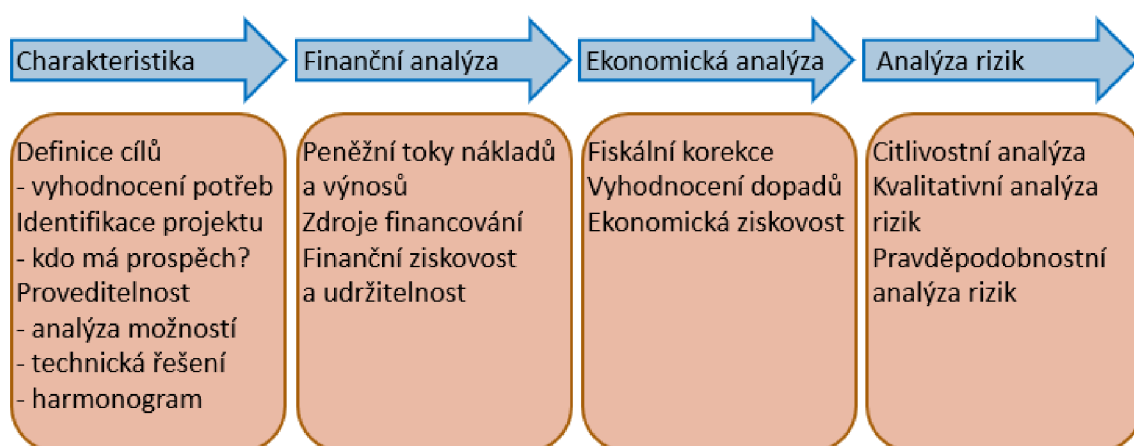 Charakteristika
Finanční analýza
Ekonomická analýza
Analýza rizik
Definice cílů
- vyhodnocení potřeb
Identifikace projektu
- kdo má prospěch?
Proveditelnost
- analýza možností
- technická řešení
- harmonogram
Peněžní toky nákladů
a výnosů
Zdroje financování
Finanční ziskovost
a udržitelnost
Fiskální korekce
Vyhodnocení dopadů
Ekonomická ziskovost
Citlivostní analýza
Kvalitativní analýza
rizik
Pravděpodobnostní
analýza rizik